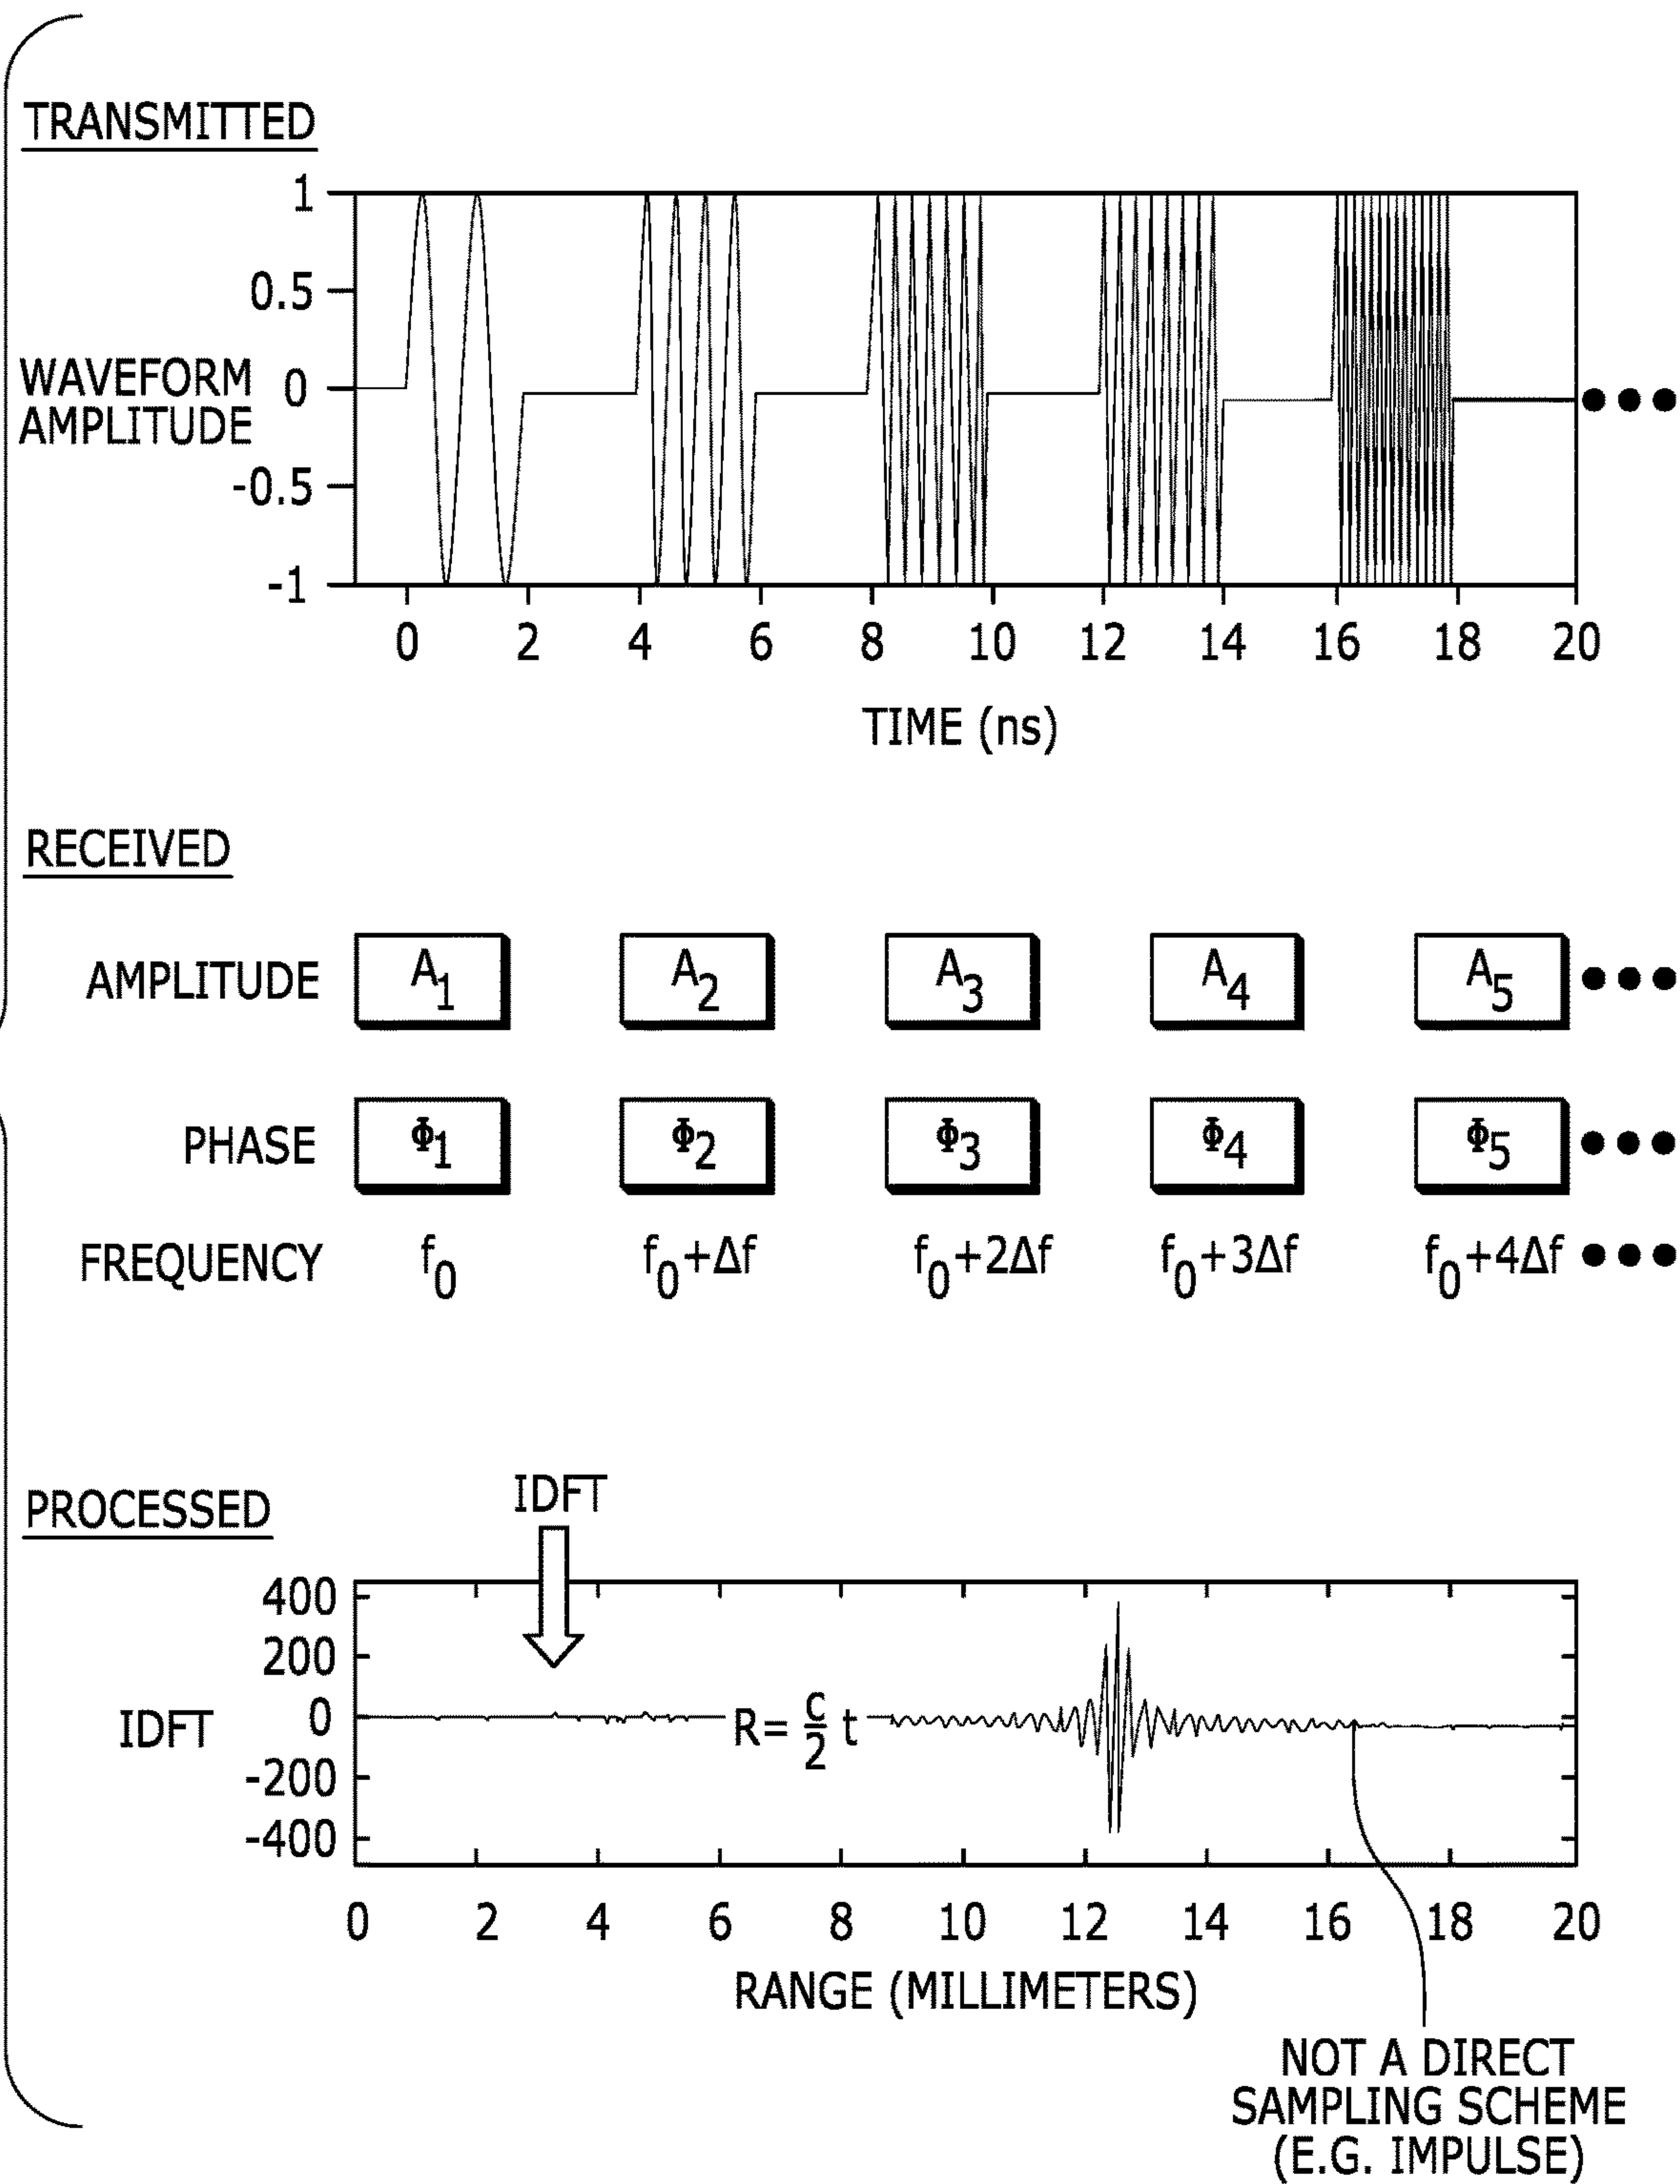 TRANSMITTED
1
0.5
WAVEFORM
AMPLITUDE
0
-0.5
-1
0 2 4 6 8 10 12 14 16 18 20
TIME (ns)
RECEIVED
AMPLITUDE A1 A2 A3 A4 A5
PHASE Φ1 Φ2 Φ3 Φ4 Φ5
FREQUENCY f0 f0+Δf f0+2Δf f0+3Δf f0+4Δf
PROCESSED
IDFT
400
200
IDFT 0 R= c/2 t
-200
-400
0 2 4 6 8 10 12 14 16 18 20
RANGE (MILLIMETERS)
NOT A DIRECT
SAMPLING SCHEME
(E.G. IMPULSE)